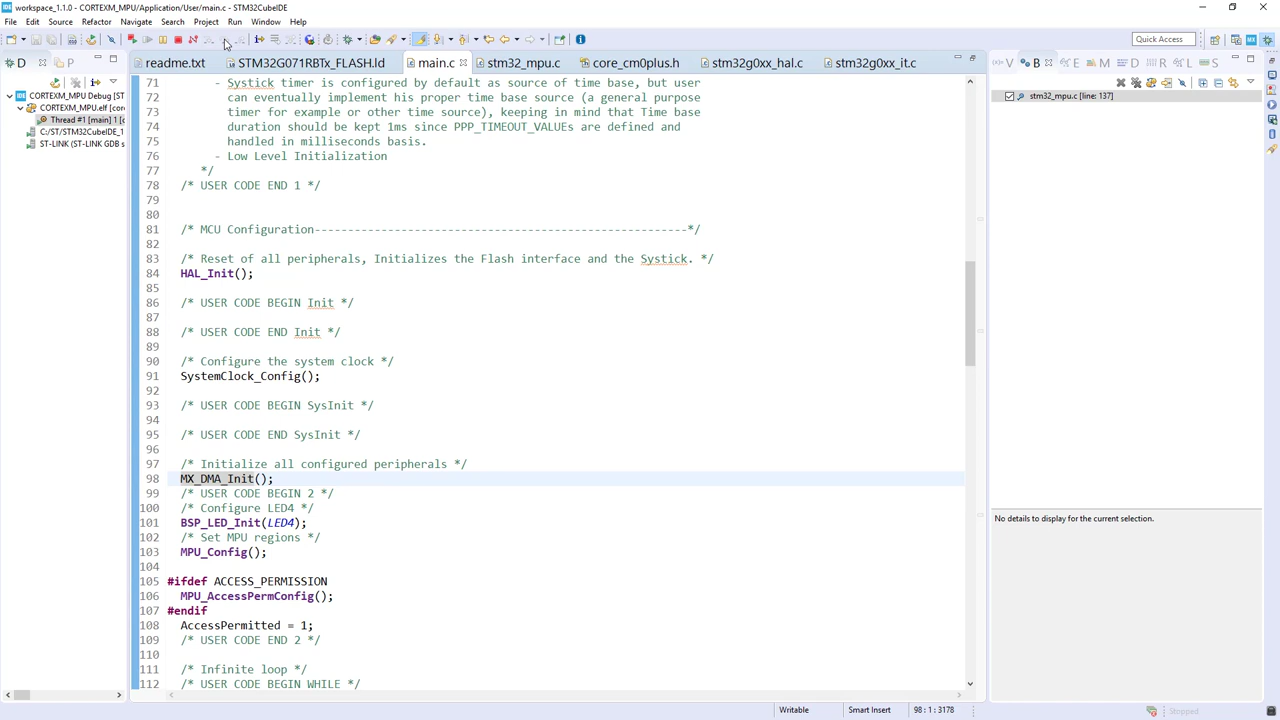 workspace_1.1.0 - CORTEXM_MPU/Application/User/main.c - STM32CubeIDE
File Edit Source Refactor Navigate Search Project Run Window Help
Quick Access
D P
readme.txt STM32G071RBTx_FLASH.ld main.c stm32_mpu.c core_cm0plus.h stm32g0xx_hal.c stm32g0xx_it.c
V B E M D R L S
CORTEXM_MPU Debug [
CORTEXM_MPU.elf [core
Thread #1 [main] 1 [c
C:/ST/STM32CubeIDE_1
ST-LINK (ST-LINK GDB s
71 - Systick timer is configured by default as source of time base, but user
72 can eventually implement his proper time base source (a general purpose
73 timer for example or other time source), keeping in mind that Time base
74 duration should be kept 1ms since PPP_TIMEOUT_VALUEs are defined and
75 handled in milliseconds basis.
76 - Low Level Initialization
77 */
78 /* USER CODE END 1 */
79
80
81 /* MCU Configuration--------------------------------------------------------*/
82
83 /* Reset of all peripherals, Initializes the Flash interface and the Systick. */
84 HAL_Init();
85
86 /* USER CODE BEGIN Init */
87
88 /* USER CODE END Init */
89
90 /* Configure the system clock */
91 SystemClock_Config();
92
93 /* USER CODE BEGIN SysInit */
94
95 /* USER CODE END SysInit */
96
97 /* Initialize all configured peripherals */
98 MX_DMA_Init();
99 /* USER CODE BEGIN 2 */
100 /* Configure LED4 */
101 BSP_LED_Init(LED4);
102 /* Set MPU regions */
103 MPU_Config();
104
105 #ifdef ACCESS_PERMISSION
106 MPU_AccessPermConfig();
107 #endif
108 AccessPermitted = 1;
109 /* USER CODE END 2 */
110
111 /* Infinite loop */
112 /* USER CODE BEGIN WHILE */
stm32_mpu.c [line: 137]
No details to display for the current selection.
Writable Smart Insert 98 : 1 : 3178 Stopped